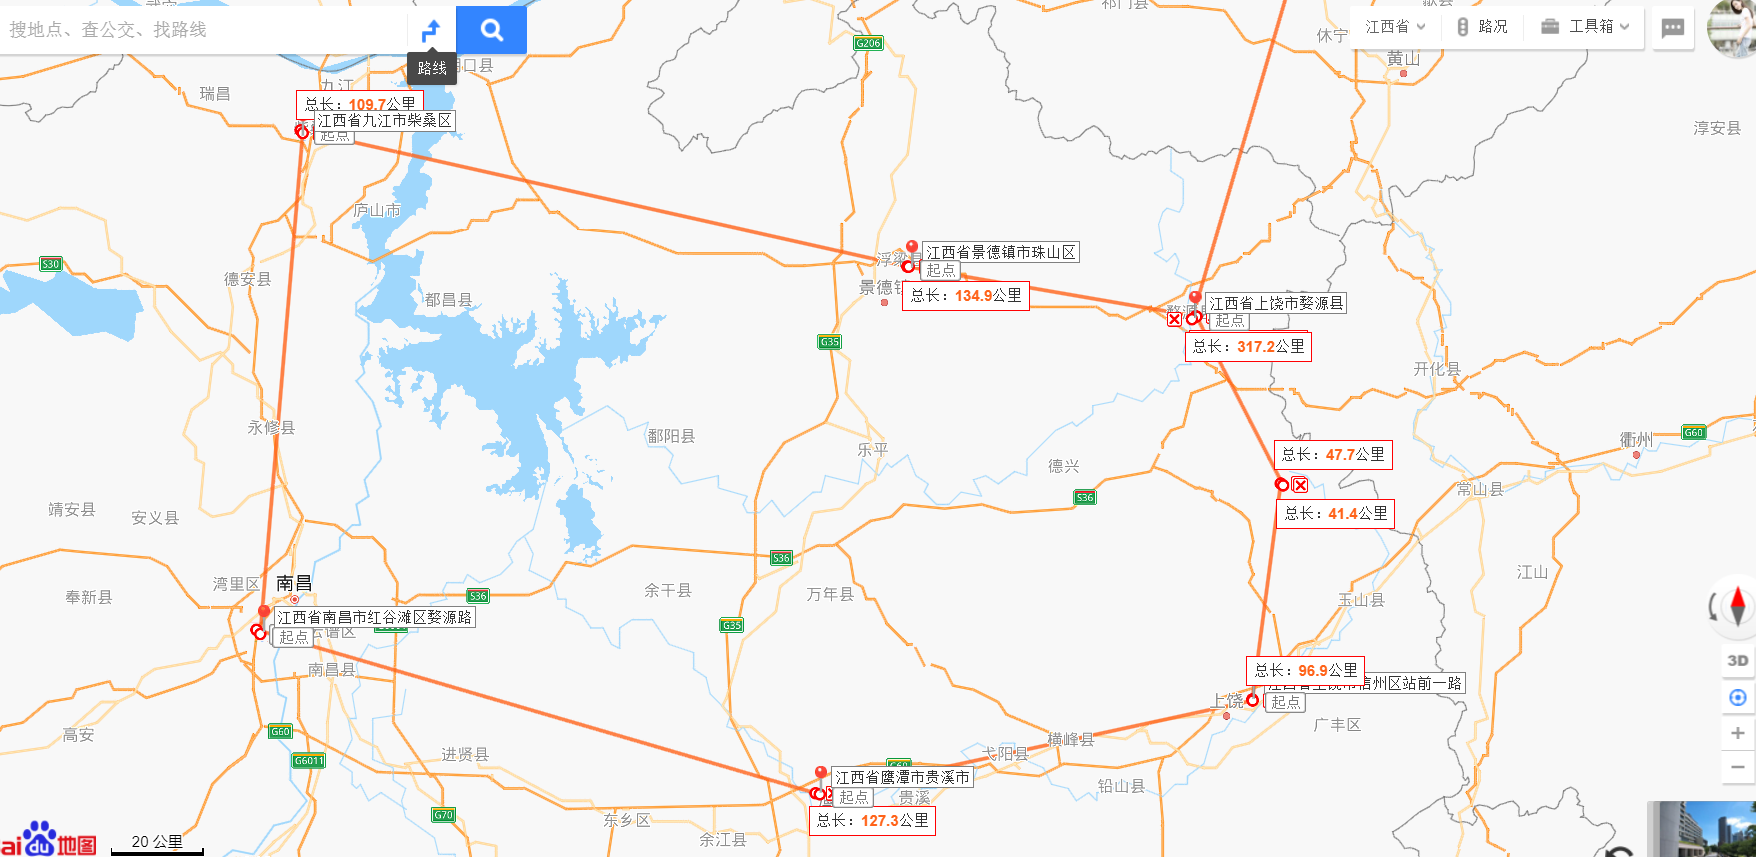 搜地点、查公交、找路线
路线
江西省
路况
工具箱
祁门县
休宁
黄山
淳安县
G206
九江
瑞昌
总长：109.7公里
江西省九江市柴桑区
起点
庐山市
S30
德安县
都昌县
浮梁县
江西省景德镇市珠山区
起点
总长：134.9公里
江西省上饶市婺源县
起点
总长：317.2公里
G35
开化县
永修县
鄱阳县
乐平
德兴
衢州
G60
总长：47.7公里
总长：41.4公里
常山县
S36
靖安县
安义县
S36
南昌
湾里区
奉新县
S36
余干县
万年县
江山
玉山县
江西省南昌市红谷滩区婺源路
起点
G35
南昌县
总长：96.9公里
江西省上饶市信州区站前一路
起点
上饶
广丰区
高安
G60
G6011
进贤县
横峰县
弋阳县
G60
江西省鹰潭市贵溪市
起点
贵溪
铅山县
总长：127.3公里
G70
东乡区
余江县
3D
20 公里
Bai du 地图